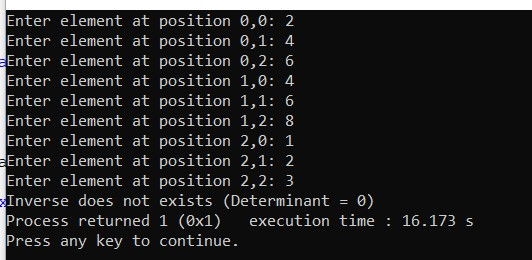 Enter element at position 0,0: 2
Enter element at position 0,1: 4
Enter element at position 0,2: 6
Enter element at position 1,0: 4
Enter element at position 1,1: 6
Enter element at position 1,2: 8
Enter element at position 2,0: 1
Enter element at position 2,1: 2
Enter element at position 2,2: 3
Inverse does not exists (Determinant = 0)
Process returned 1 (0x1)   execution time : 16.173 s
Press any key to continue.